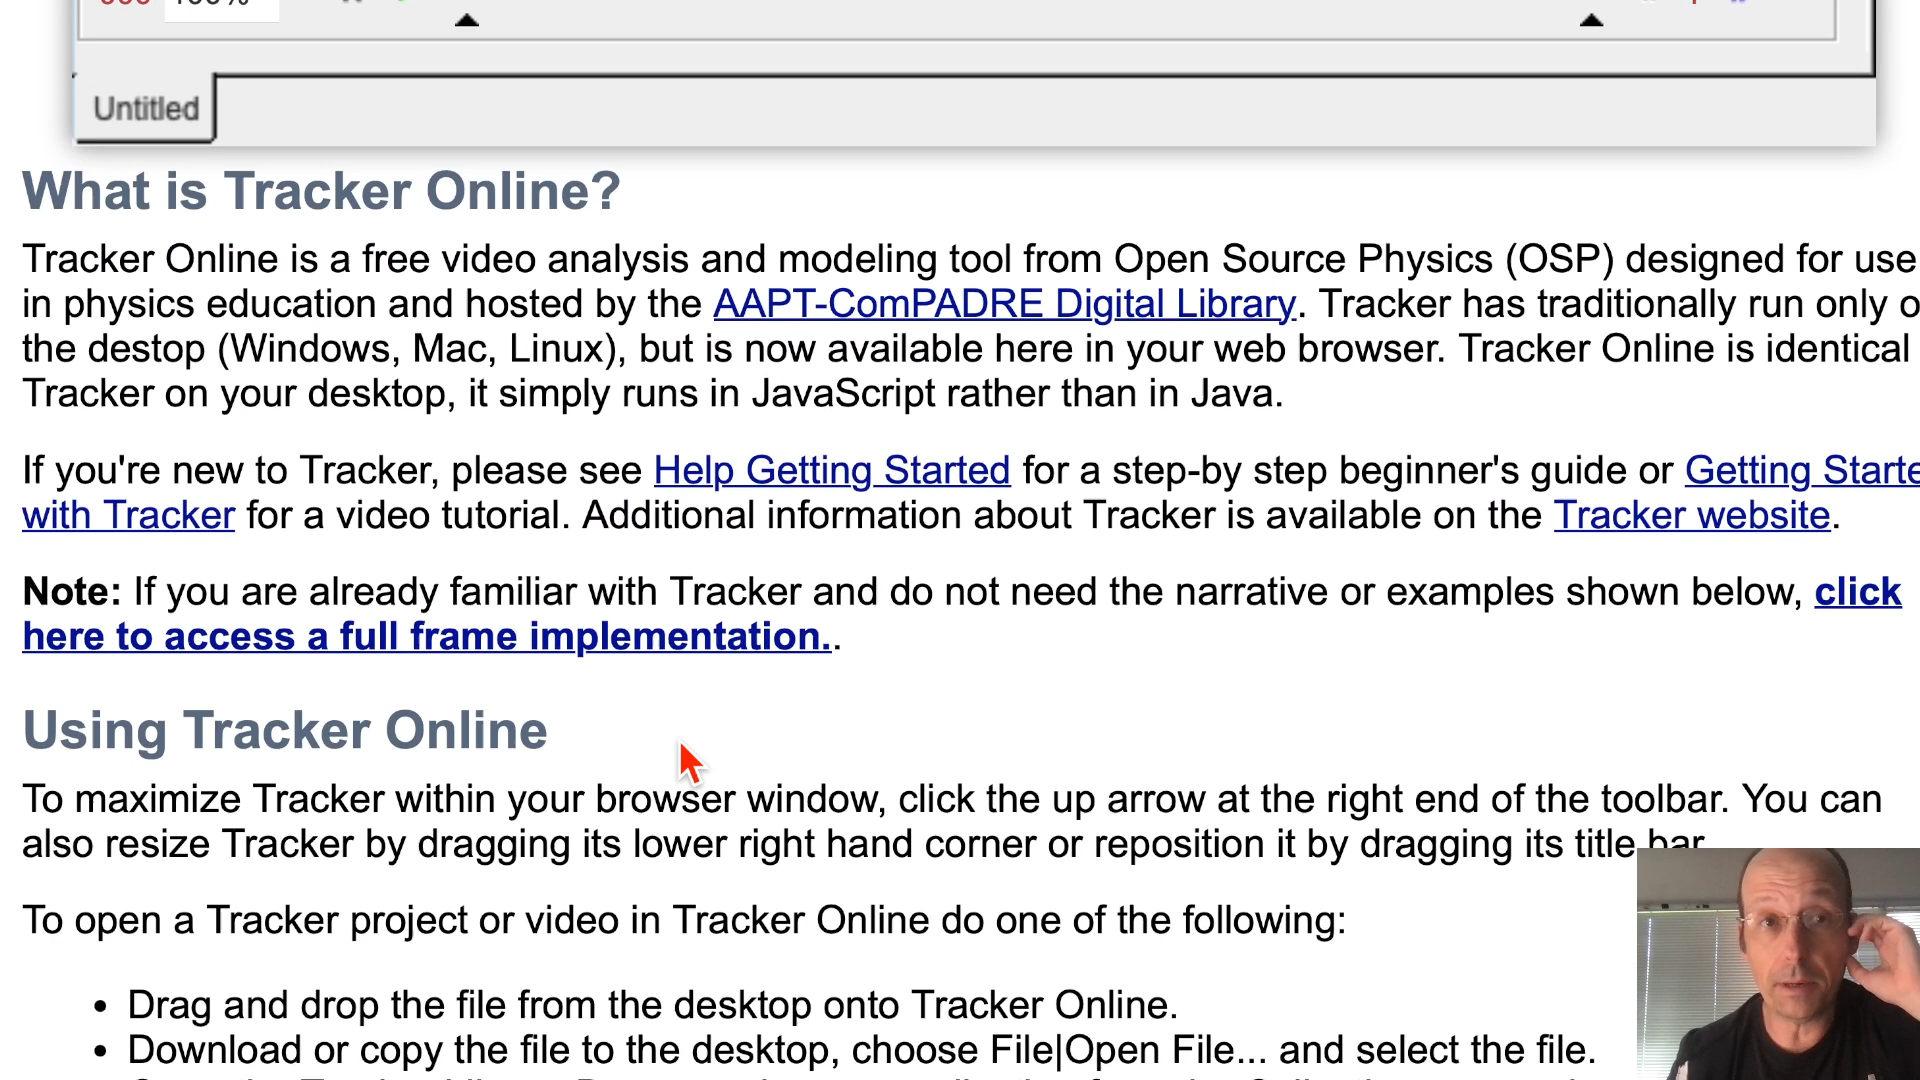 Untitled
What is Tracker Online?
Tracker Online is a free video analysis and modeling tool from Open Source Physics (OSP) designed for use
in physics education and hosted by the AAPT-ComPADRE Digital Library. Tracker has traditionally run only
the destop (Windows, Mac, Linux), but is now available here in your web browser. Tracker Online is identical
Tracker on your desktop, it simply runs in JavaScript rather than in Java.
If you're new to Tracker, please see Help Getting Started for a step-by step beginner's guide or Getting
with Tracker for a video tutorial. Additional information about Tracker is available on the Tracker website.
Note: If you are already familiar with Tracker and do not need the narrative or examples shown below, click
here to access a full frame implementation..
Using Tracker Online
To maximize Tracker within your browser window, click the up arrow at the right end of the toolbar. You can
also resize Tracker by dragging its lower right hand corner or reposition it by dragging its title bar
To open a Tracker project or video in Tracker Online do one of the following:
• Drag and drop the file from the desktop onto Tracker Online.
• Download or copy the file to the desktop, choose File|Open File... and select the file.